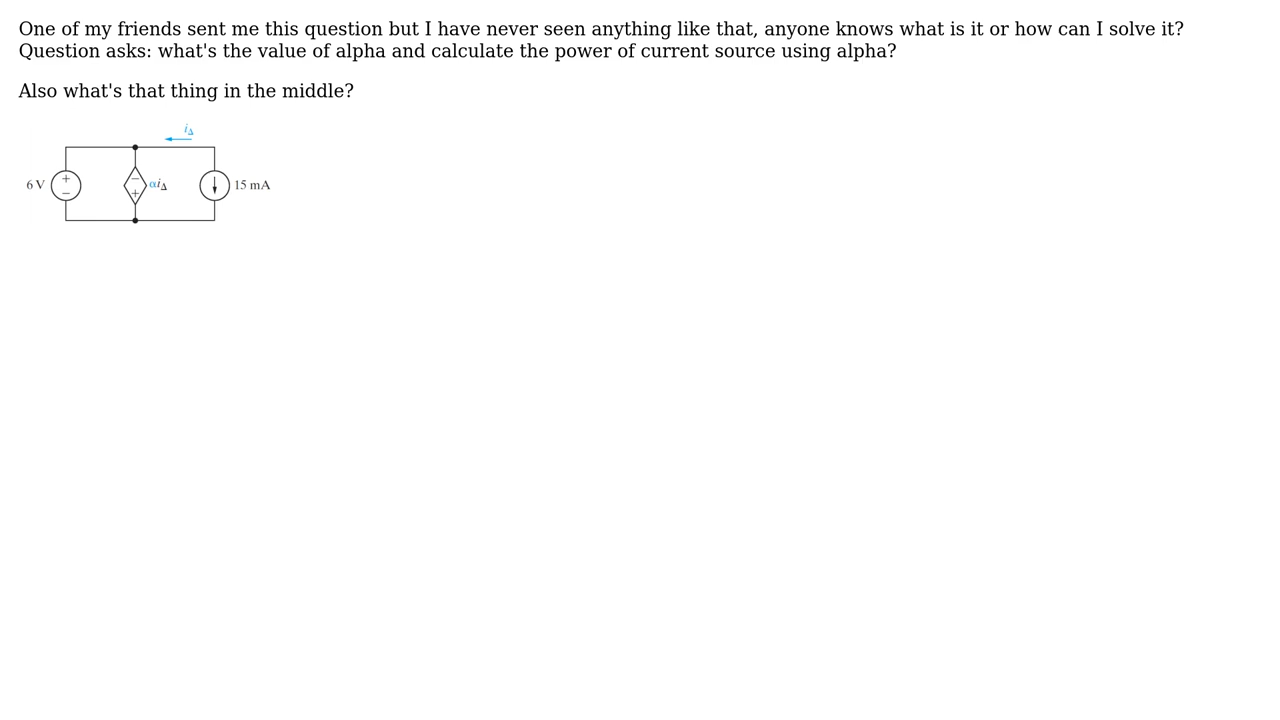 One of my friends sent me this question but I have never seen anything like that, anyone knows what is it or how can I solve it?
Question asks: what's the value of alpha and calculate the power of current source using alpha?
Also what's that thing in the middle?
iΔ
6 V
+
−
−
+
αiΔ
15 mA